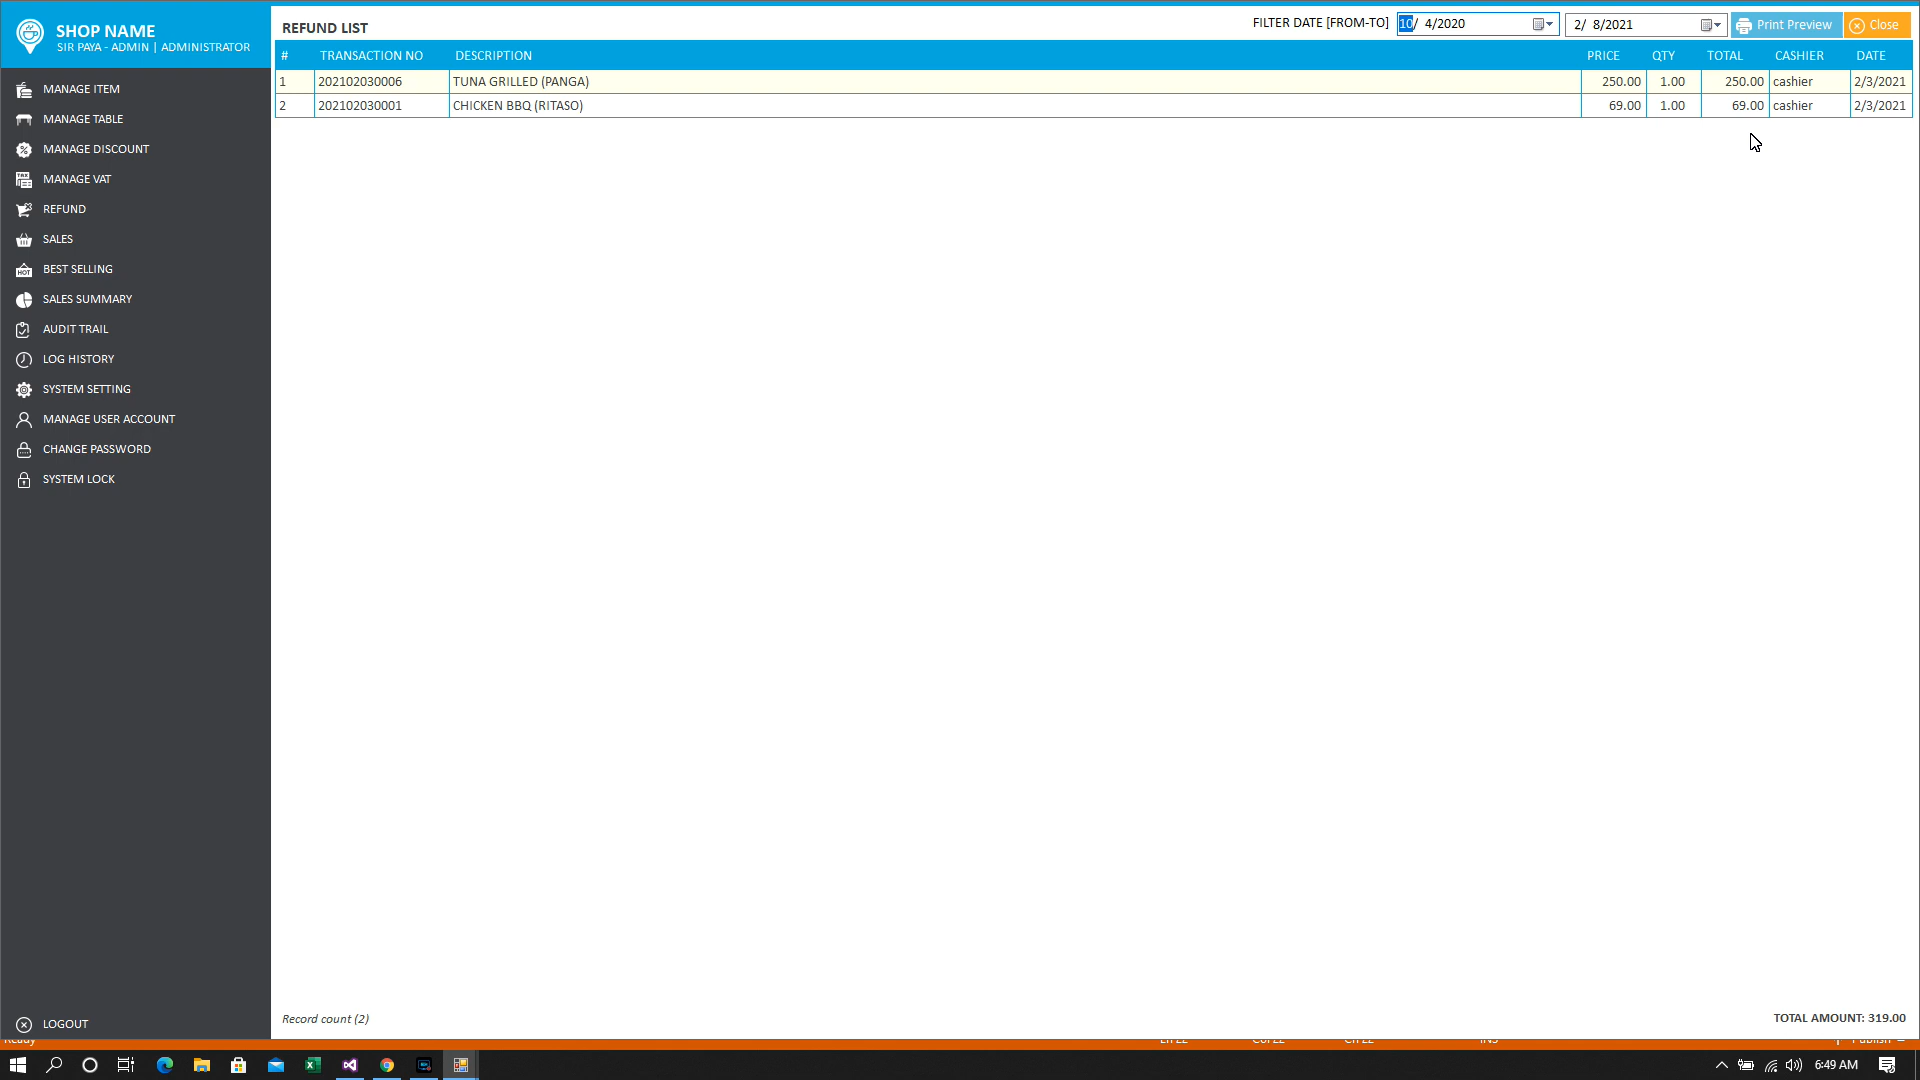 SHOP NAME
SIR PAYA - ADMIN | ADMINISTRATOR
MANAGE ITEM
MANAGE TABLE
MANAGE DISCOUNT
MANAGE VAT
REFUND
SALES
BEST SELLING
SALES SUMMARY
AUDIT TRAIL
LOG HISTORY
SYSTEM SETTING
MANAGE USER ACCOUNT
CHANGE PASSWORD
SYSTEM LOCK
LOGOUT
REFUND LIST
FILTER DATE [FROM-TO] 10/ 4/2020 2/ 8/2021 Print Preview Close
# TRANSACTION NO DESCRIPTION PRICE QTY TOTAL CASHIER DATE
1 202102030006 TUNA GRILLED (PANGA) 250.00 1.00 250.00 cashier 2/3/2021
2 202102030001 CHICKEN BBQ (RITASO) 69.00 1.00 69.00 cashier 2/3/2021
Record count (2) TOTAL AMOUNT: 319.00
6:49 AM